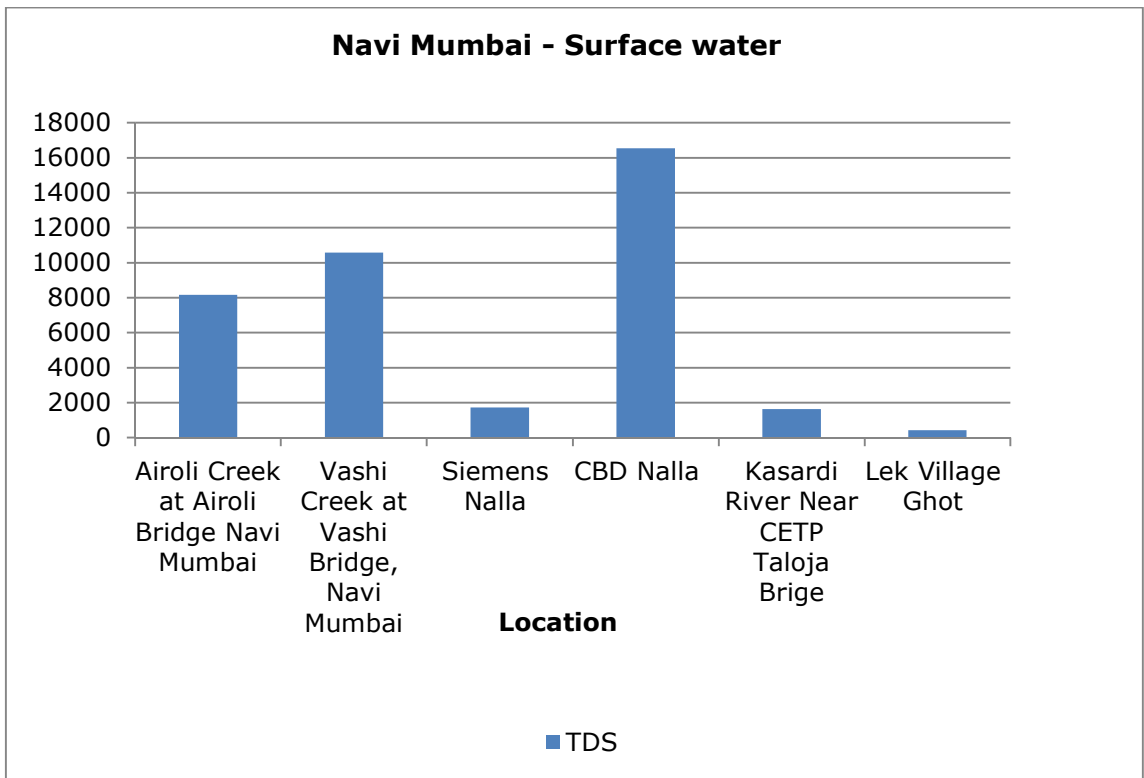 Navi Mumbai - Surface water
18000
16000
14000
12000
10000
8000
6000
4000
2000
0
Airoli Creek
at Airoli
Bridge Navi
Mumbai
Vashi
Creek at
Vashi
Bridge,
Navi
Mumbai
Siemens
Nalla
CBD Nalla
Kasardi
River Near
CETP
Taloja
Brige
Lek Village
Ghot
Location
TDS